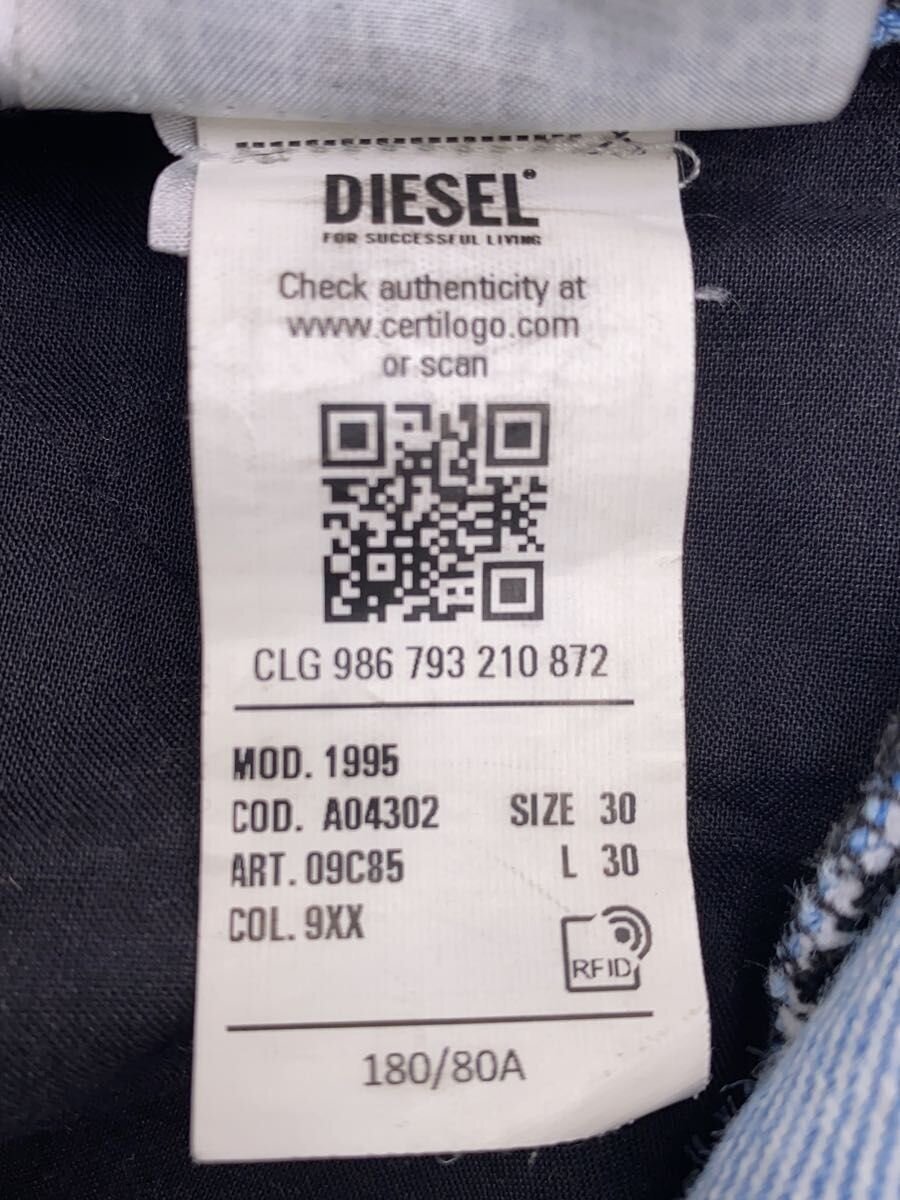 DIESEL®
FOR SUCCESSFUL LIVING
Check authenticity at
www.certilogo.com
or scan
CLG 986 793 210 872
MOD. 1995
COD. A04302 SIZE 30
ART. 09C85 L 30
COL. 9XX
RFID
180/80A